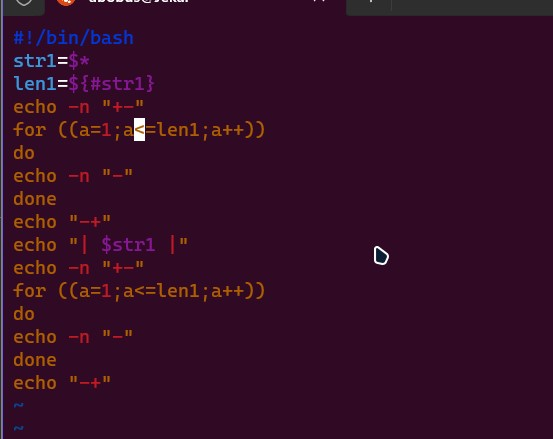 #!/bin/bash
str1=$*
len1=${#str1}
echo -n "+-"
for ((a=1;a<=len1;a++))
do
echo -n "-"
done
echo "-+"
echo "| $str1 |"
echo -n "+-"
for ((a=1;a<=len1;a++))
do
echo -n "-"
done
echo "-+"
~
~